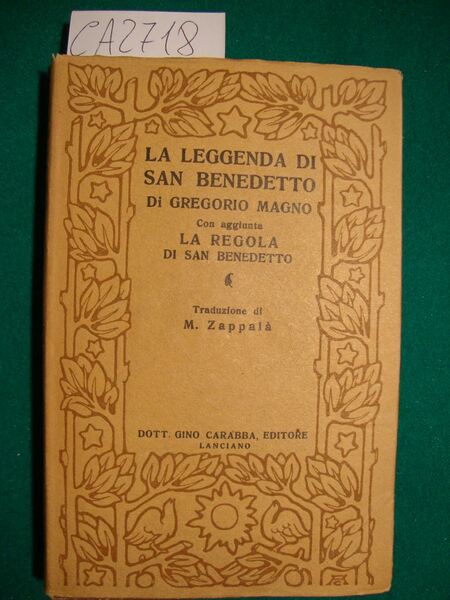 CA2718
LA LEGGENDA DI
SAN BENEDETTO
Di GREGORIO MAGNO
Con aggiunta
LA REGOLA
DI SAN BENEDETTO
Traduzione di
M. Zappalà
DOTT. GINO CARABBA, EDITORE
LANCIANO